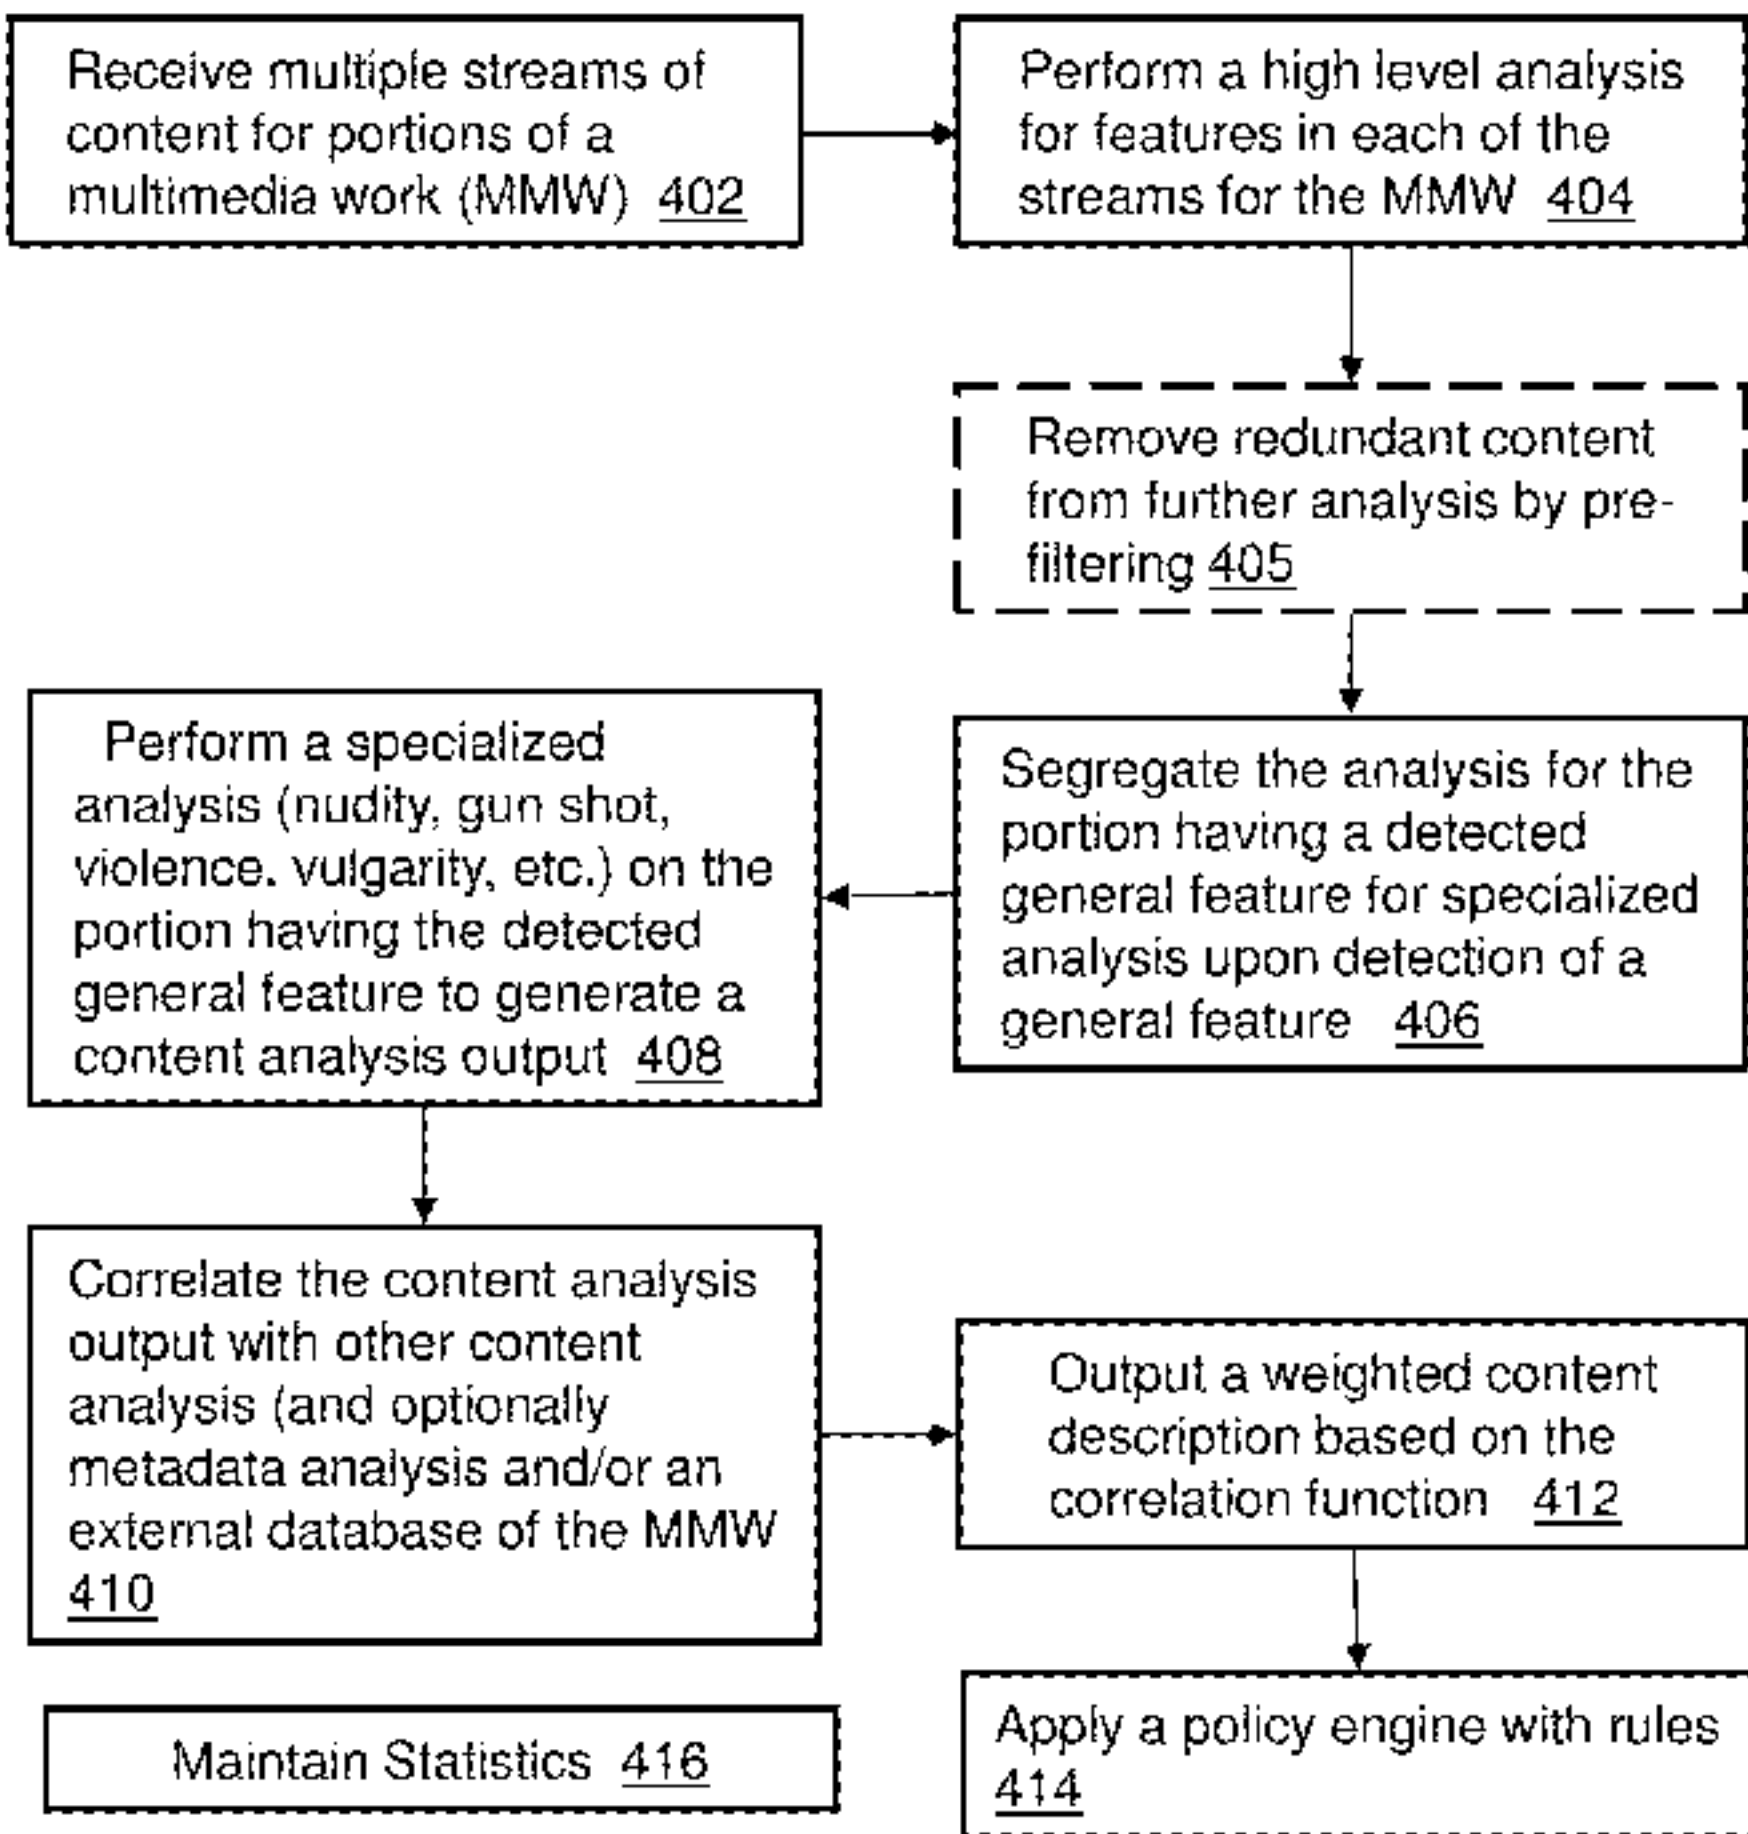 Receive multiple streams of
content for portions of a
multimedia work (MMW) 402
Perform a high level analysis
for features in each of the
streams for the MMW 404
Remove redundant content
from further analysis by pre-
filtering 405
Segregate the analysis for the
portion having a detected
general feature for specialized
analysis upon detection of a
general feature 406
Perform a specialized
analysis (nudity, gun shot,
violence. vulgarity, etc.) on the
portion having the detected
general feature to generate a
content analysis output 408
Correlate the content analysis
output with other content
analysis (and optionally
metadata analysis and/or an
external database of the MMW
410
Output a weighted content
description based on the
correlation function 412
Apply a policy engine with rules
414
Maintain Statistics 416